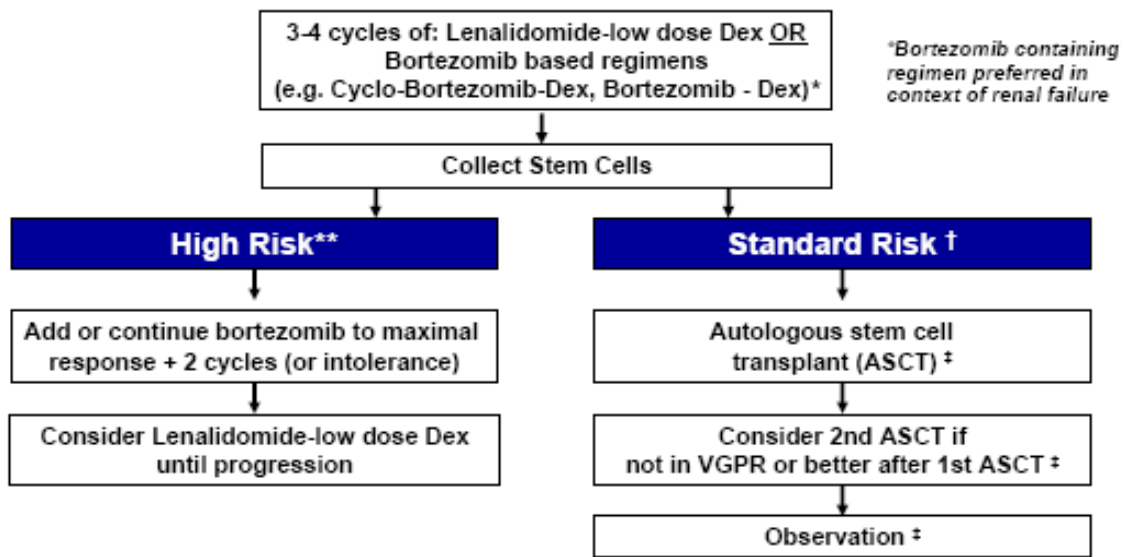 3-4 cycles of: Lenalidomide-low dose Dex OR
Bortezomib based regimens
(e.g. Cyclo-Bortezomib-Dex, Bortezomib - Dex)*
*Bortezomib containing
regimen preferred in
context of renal failure
Collect Stem Cells
High Risk**
Add or continue bortezomib to maximal
response + 2 cycles (or intolerance)
Consider Lenalidomide-low dose Dex
until progression
Standard Risk †
Autologous stem cell
transplant (ASCT) ‡
Consider 2nd ASCT if
not in VGPR or better after 1st ASCT ‡
Observation ‡